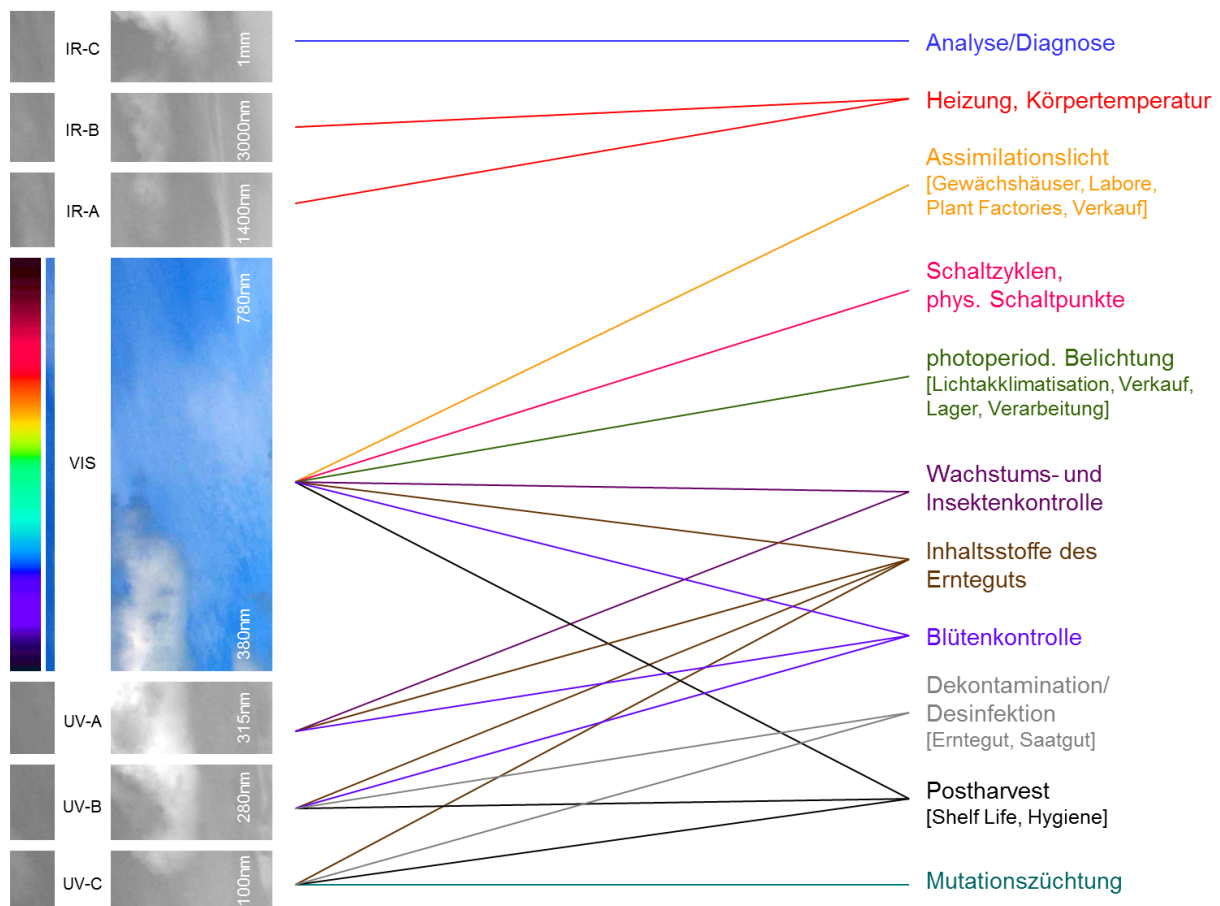 IR-C
1mm
IR-B
3000nm
IR-A
1400nm
780nm
VIS
380nm
UV-A
315nm
UV-B
280nm
UV-C
100nm
Analyse/Diagnose
Heizung, Körpertemperatur
Assimilationslicht
[Gewächshäuser, Labore,
Plant Factories, Verkauf]
Schaltzyklen,
phys. Schaltpunkte
photoperiod. Belichtung
[Lichtakklimatisation, Verkauf,
Lager, Verarbeitung]
Wachstums- und
Insektenkontrolle
Inhaltsstoffe des
Ernteguts
Blütenkontrolle
Dekontamination/
Desinfektion
[Erntegut, Saatgut]
Postharvest
[Shelf Life, Hygiene]
Mutationszüchtung